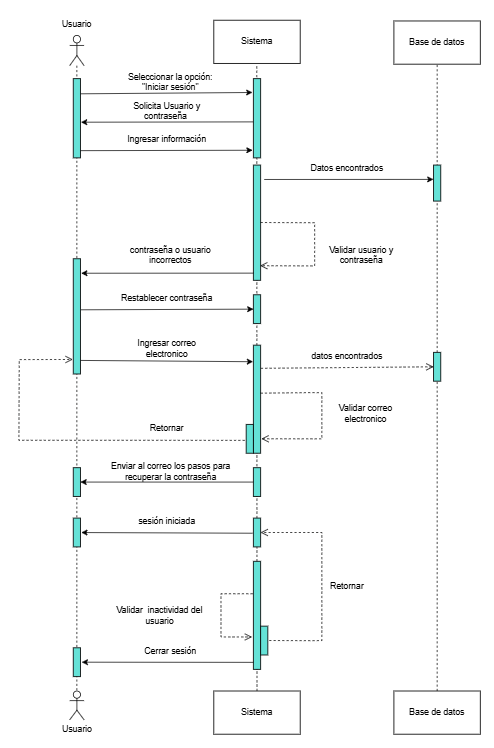 Usuario
Sistema
Base de datos
Seleccionar la opción:
"Iniciar sesión"
Solicita Usuario y
contraseña
Ingresar información
Datos encontrados
Validar usuario y
contraseña
contraseña o usuario
incorrectos
Restablecer contraseña
Ingresar correo
electronico
datos encontrados
Validar correo
electronico
Retornar
Enviar al correo los pasos para
recuperar la contraseña
sesión iniciada
Retornar
Validar inactividad del
usuario
Cerrar sesión
Usuario
Sistema
Base de datos